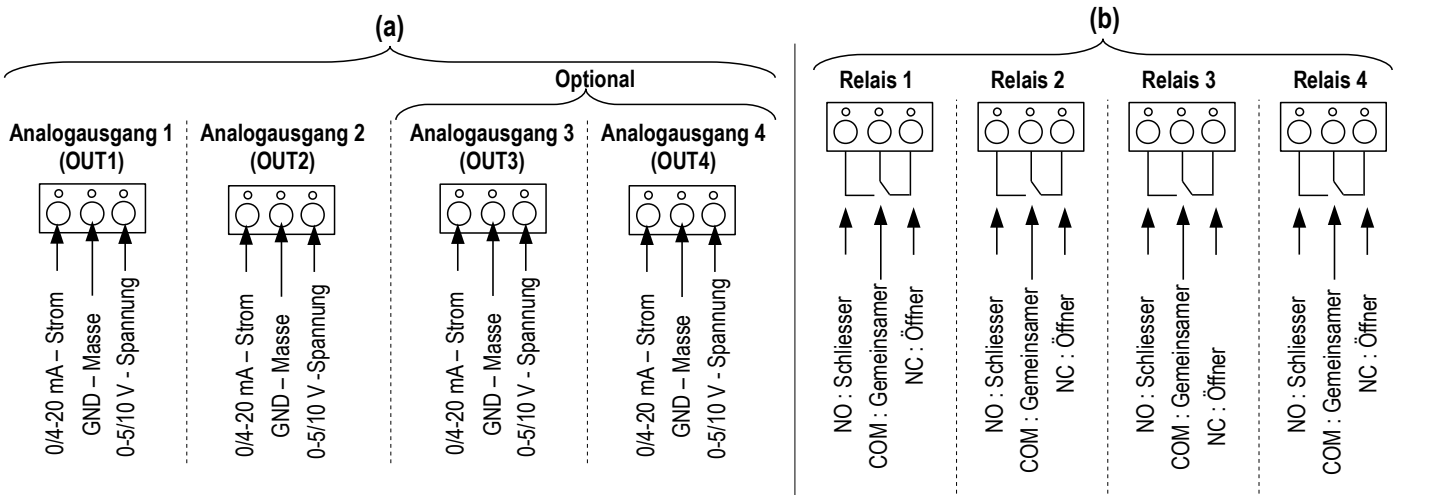 (a)
Optional
Analogausgang 1
(OUT1)
Analogausgang 2
(OUT2)
Analogausgang 3
(OUT3)
Analogausgang 4
(OUT4)
0/4-20 mA – Strom
GND – Masse
0-5/10 V - Spannung
0/4-20 mA – Strom
GND – Masse
0-5/10 V -Spannung
0/4-20 mA – Strom
GND – Masse
0-5/10 V - Spannung
0/4-20 mA – Strom
GND – Masse
0-5/10 V - Spannung
(b)
Relais 1
Relais 2
Relais 3
Relais 4
NO : Schliesser
COM : Gemeinsamer
NC : Öffner
NO : Schliesser
COM : Gemeinsamer
NC : Öffner
NO : Schliesser
COM : Gemeinsamer
NC : Öffner
NO : Schliesser
COM : Gemeinsamer
NC : Öffner